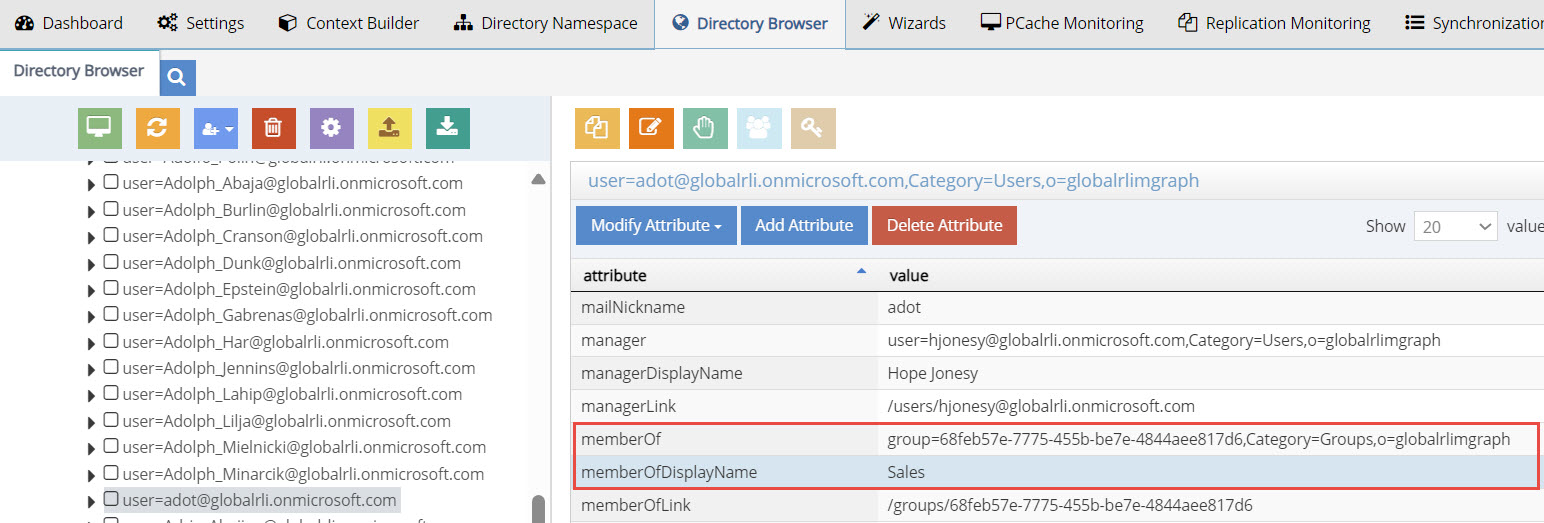 Dashboard Settings Context Builder Directory Namespace Directory Browser Wizards PCache Monitoring Replication Monitoring Synchronizatio
Directory Browser
user=Adolph_Abaja@globalrli.onmicrosoft.com
user=Adolph_Burlin@globalrli.onmicrosoft.com
user=Adolph_Cranson@globalrli.onmicrosoft.com
user=Adolph_Dunk@globalrli.onmicrosoft.com
user=Adolph_Epstein@globalrli.onmicrosoft.com
user=Adolph_Gabrenas@globalrli.onmicrosoft.com
user=Adolph_Har@globalrli.onmicrosoft.com
user=Adolph_Jennins@globalrli.onmicrosoft.com
user=Adolph_Lahip@globalrli.onmicrosoft.com
user=Adolph_Lilja@globalrli.onmicrosoft.com
user=Adolph_Mielnicki@globalrli.onmicrosoft.com
user=Adolph_Minarcik@globalrli.onmicrosoft.com
user=adot@globalrli.onmicrosoft.com
user=adot@globalrli.onmicrosoft.com,Category=Users,o=globalrlimgraph
Modify Attribute Add Attribute Delete Attribute Show 20 value
attribute value
mailNickname adot
manager user=hjonesy@globalrli.onmicrosoft.com,Category=Users,o=globalrlimgraph
managerDisplayName Hope Jonesy
managerLink /users/hjonesy@globalrli.onmicrosoft.com
memberOf group=68feb57e-7775-455b-be7e-4844aee817d6,Category=Groups,o=globalrlimgraph
memberOfDisplayName Sales
memberOfLink /groups/68feb57e-7775-455b-be7e-4844aee817d6